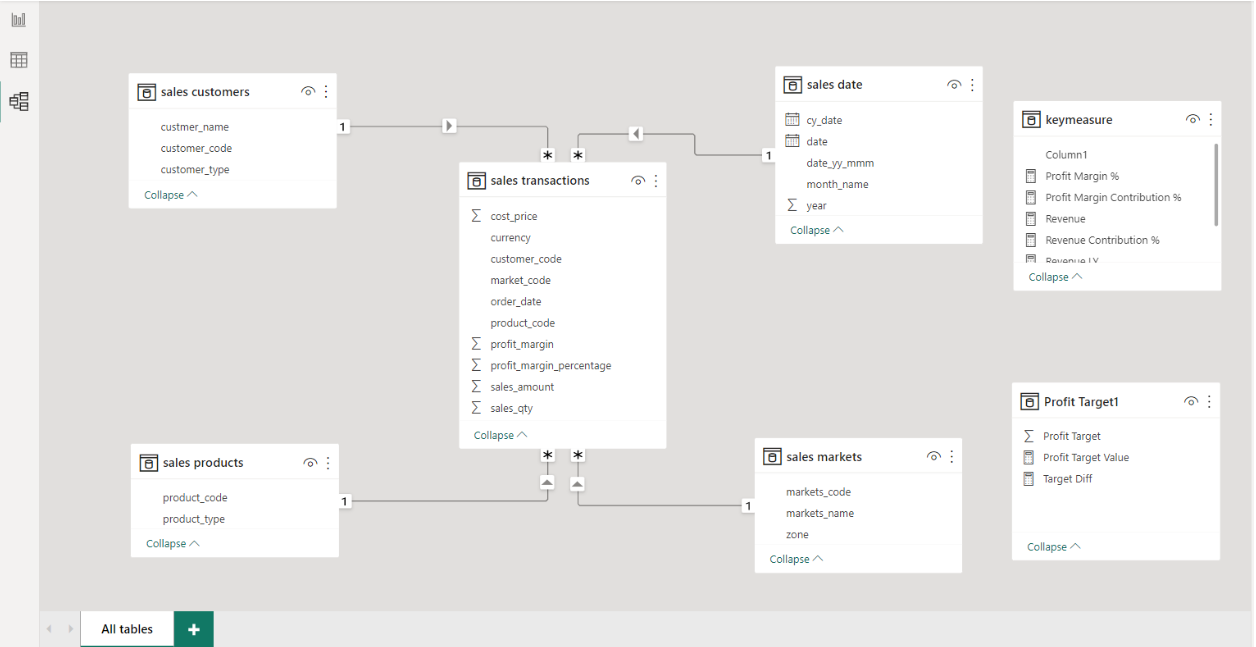 sales customers
custmer_name
customer_code
customer_type
Collapse
1
*
*
1
sales transactions
cost_price
currency
customer_code
market_code
order_date
product_code
profit_margin
profit_margin_percentage
sales_amount
sales_qty
Collapse
*
*
sales date
cy_date
date
date_yy_mmm
month_name
year
Collapse
keymeasure
Column1
Profit Margin %
Profit Margin Contribution %
Revenue
Revenue Contribution %
Revenue LY
Collapse
sales products
product_code
product_type
Collapse
1
1
sales markets
markets_code
markets_name
zone
Collapse
Profit Target1
Profit Target
Profit Target Value
Target Diff
Collapse
All tables